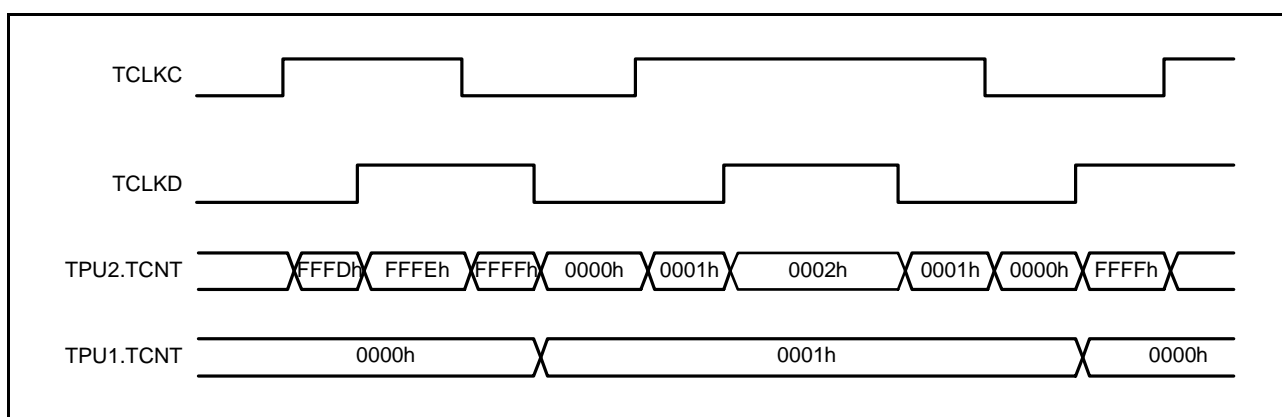 TCLKC
TCLKD
TPU2.TCNT FFFDh FFFEh FFFFh 0000h 0001h 0002h 0001h 0000h FFFFh
TPU1.TCNT 0000h 0001h 0000h